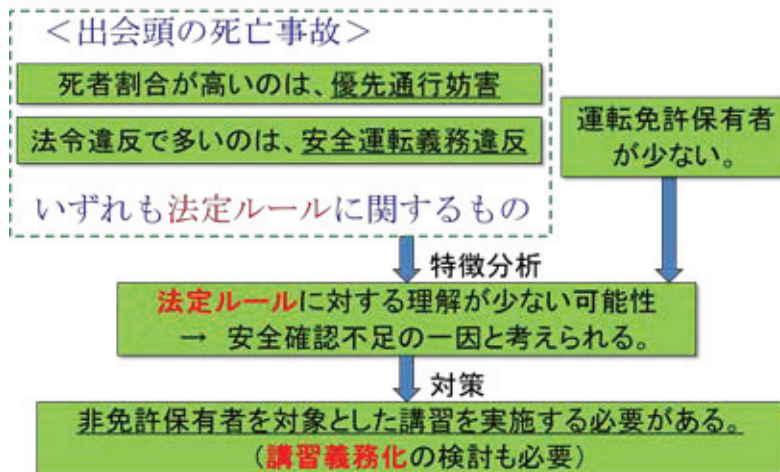 ＜出会頭の死亡事故＞
死者割合が高いのは、優先通行妨害
法令違反で多いのは、安全運転義務違反
いずれも法定ルールに関するもの
運転免許保有者
が少ない。
特徴分析
法定ルールに対する理解が少ない可能性
→ 安全確認不足の一因と考えられる。
対策
非免許保有者を対象とした講習を実施する必要がある。
（講習義務化の検討も必要）